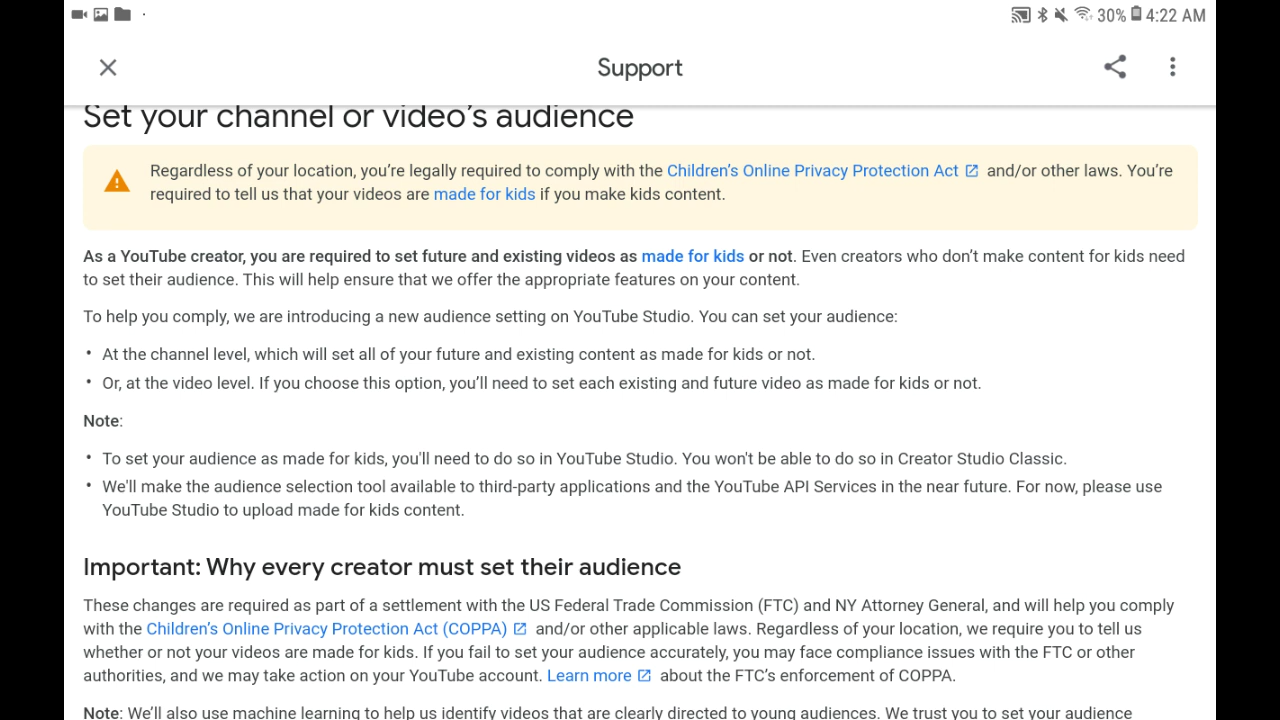 30% 4:22 AM
Support
Set your channel or video's audience
Regardless of your location, you're legally required to comply with the Children's Online Privacy Protection Act and/or other laws. You're
required to tell us that your videos are made for kids if you make kids content.
As a YouTube creator, you are required to set future and existing videos as made for kids or not. Even creators who don't make content for kids need
to set their audience. This will help ensure that we offer the appropriate features on your content.
To help you comply, we are introducing a new audience setting on YouTube Studio. You can set your audience:
• At the channel level, which will set all of your future and existing content as made for kids or not.
• Or, at the video level. If you choose this option, you'll need to set each existing and future video as made for kids or not.
Note:
• To set your audience as made for kids, you'll need to do so in YouTube Studio. You won't be able to do so in Creator Studio Classic.
• We'll make the audience selection tool available to third-party applications and the YouTube API Services in the near future. For now, please use
YouTube Studio to upload made for kids content.
Important: Why every creator must set their audience
These changes are required as part of a settlement with the US Federal Trade Commission (FTC) and NY Attorney General, and will help you comply
with the Children's Online Privacy Protection Act (COPPA) and/or other applicable laws. Regardless of your location, we require you to tell us
whether or not your videos are made for kids. If you fail to set your audience accurately, you may face compliance issues with the FTC or other
authorities, and we may take action on your YouTube account. Learn more about the FTC's enforcement of COPPA.
Note: We'll also use machine learning to help us identify videos that are clearly directed to young audiences. We trust you to set your audience